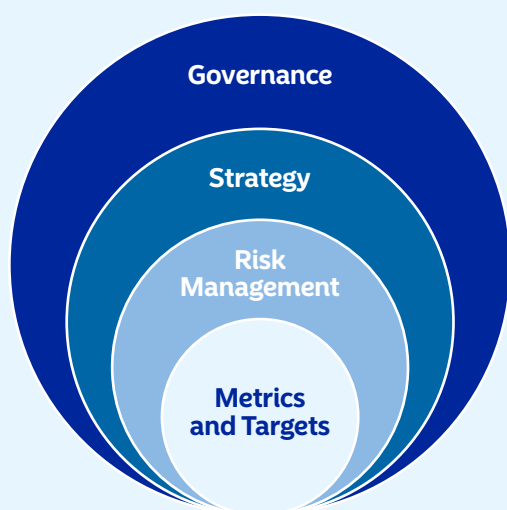 Governance
Strategy
Risk
Management
Metrics
and Targets